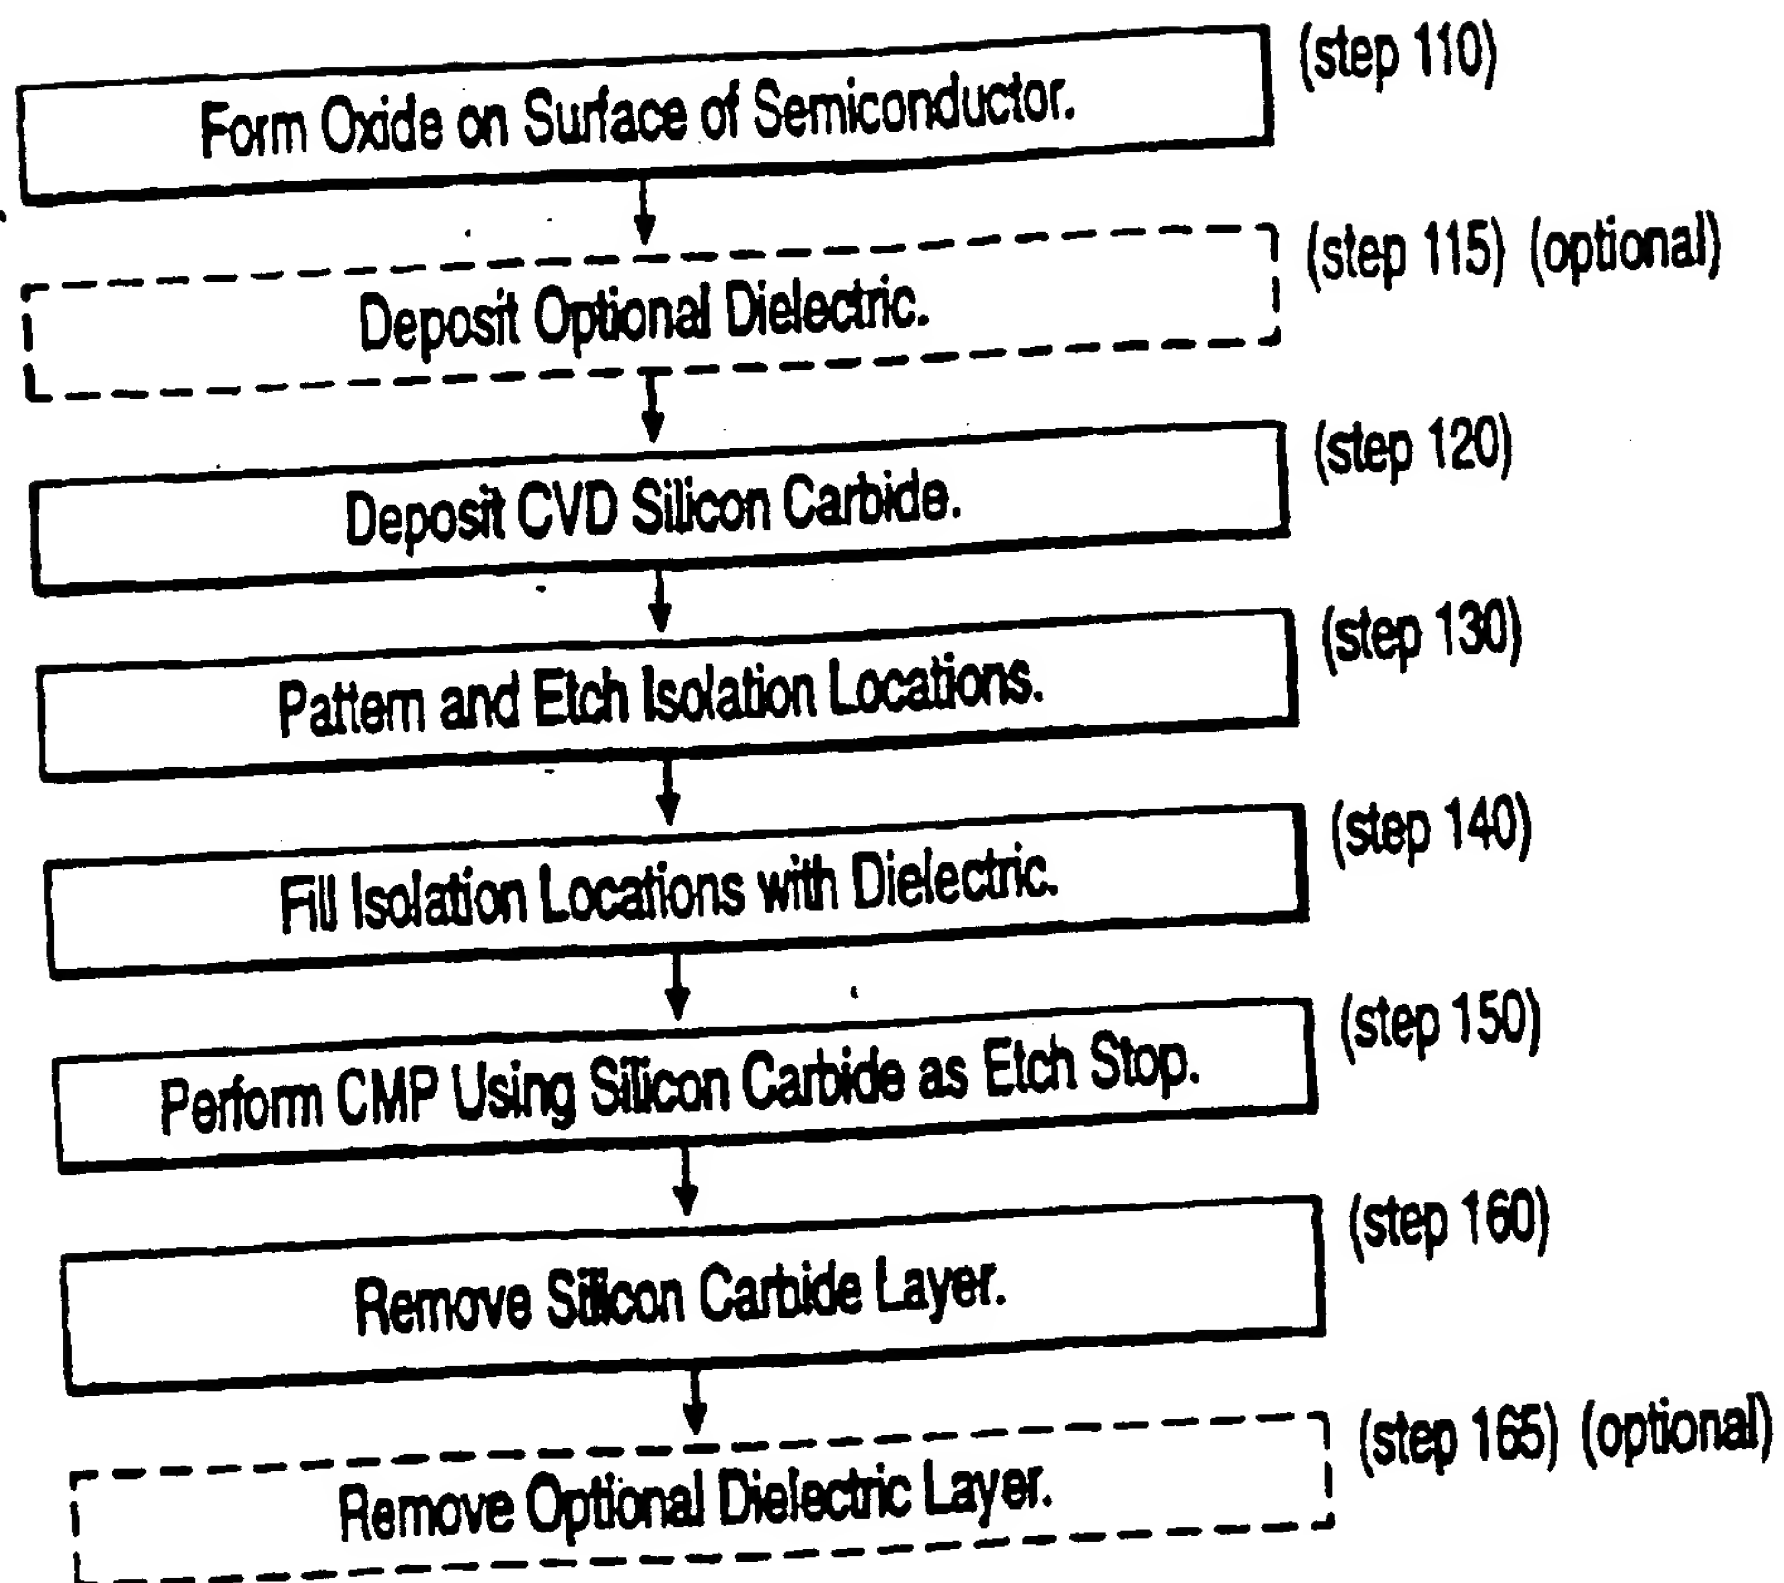 Form Oxide on Surface of Semiconductor. (step 110)
Deposit Optional Dielectric. (step 115) (optional)
Deposit CVD Silicon Carbide. (step 120)
Pattern and Etch Isolation Locations. (step 130)
Fill Isolation Locations with Dielectric. (step 140)
Perform CMP Using Silicon Carbide as Etch Stop. (step 150)
Remove Silicon Carbide Layer. (step 160)
Remove Optional Dielectric Layer. (step 165) (optional)